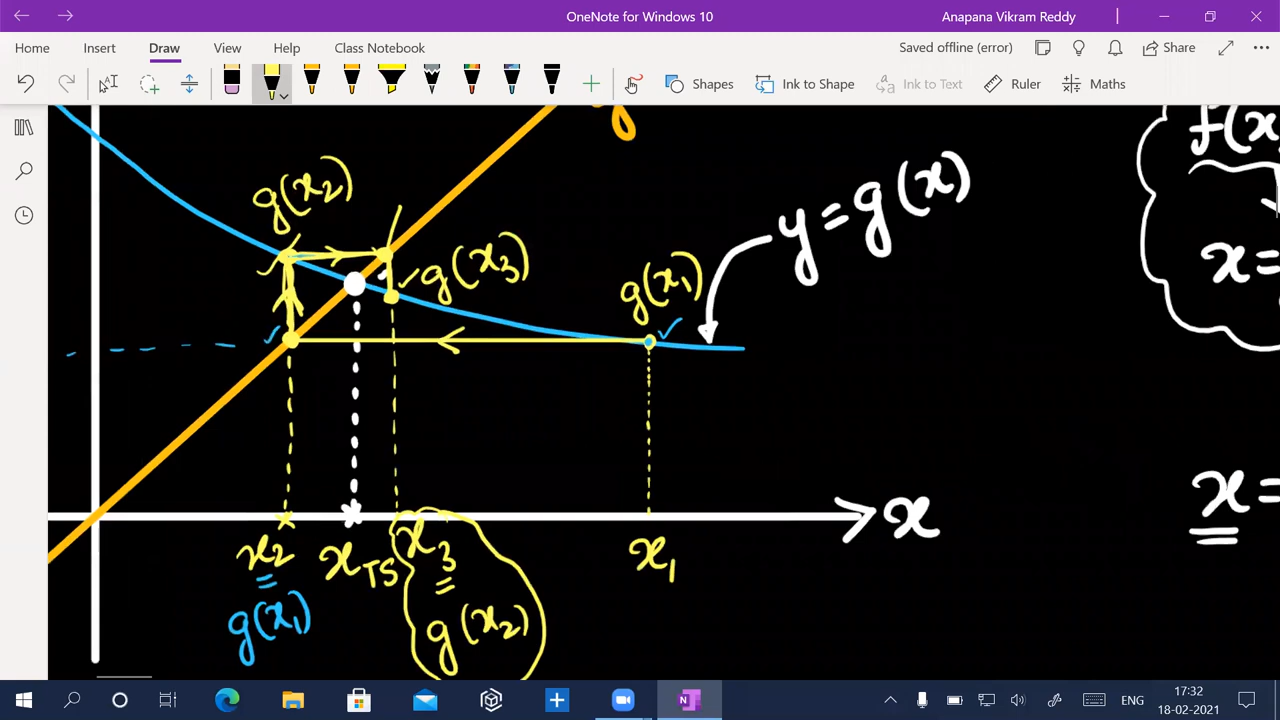 OneNote for Windows 10
Anapana Vikram Reddy
Home Insert Draw View Help Class Notebook
Saved offline (error)
Share
Shapes
Ink to Shape
Ink to Text
Ruler
Maths
y
f(x
g(x2)
y=g(x)
g(x3)
g(x1)
x=
x
x=
x2
xTS
x3
x1
=
=
g(x1)
g(x2)
ENG
17:32
18-02-2021